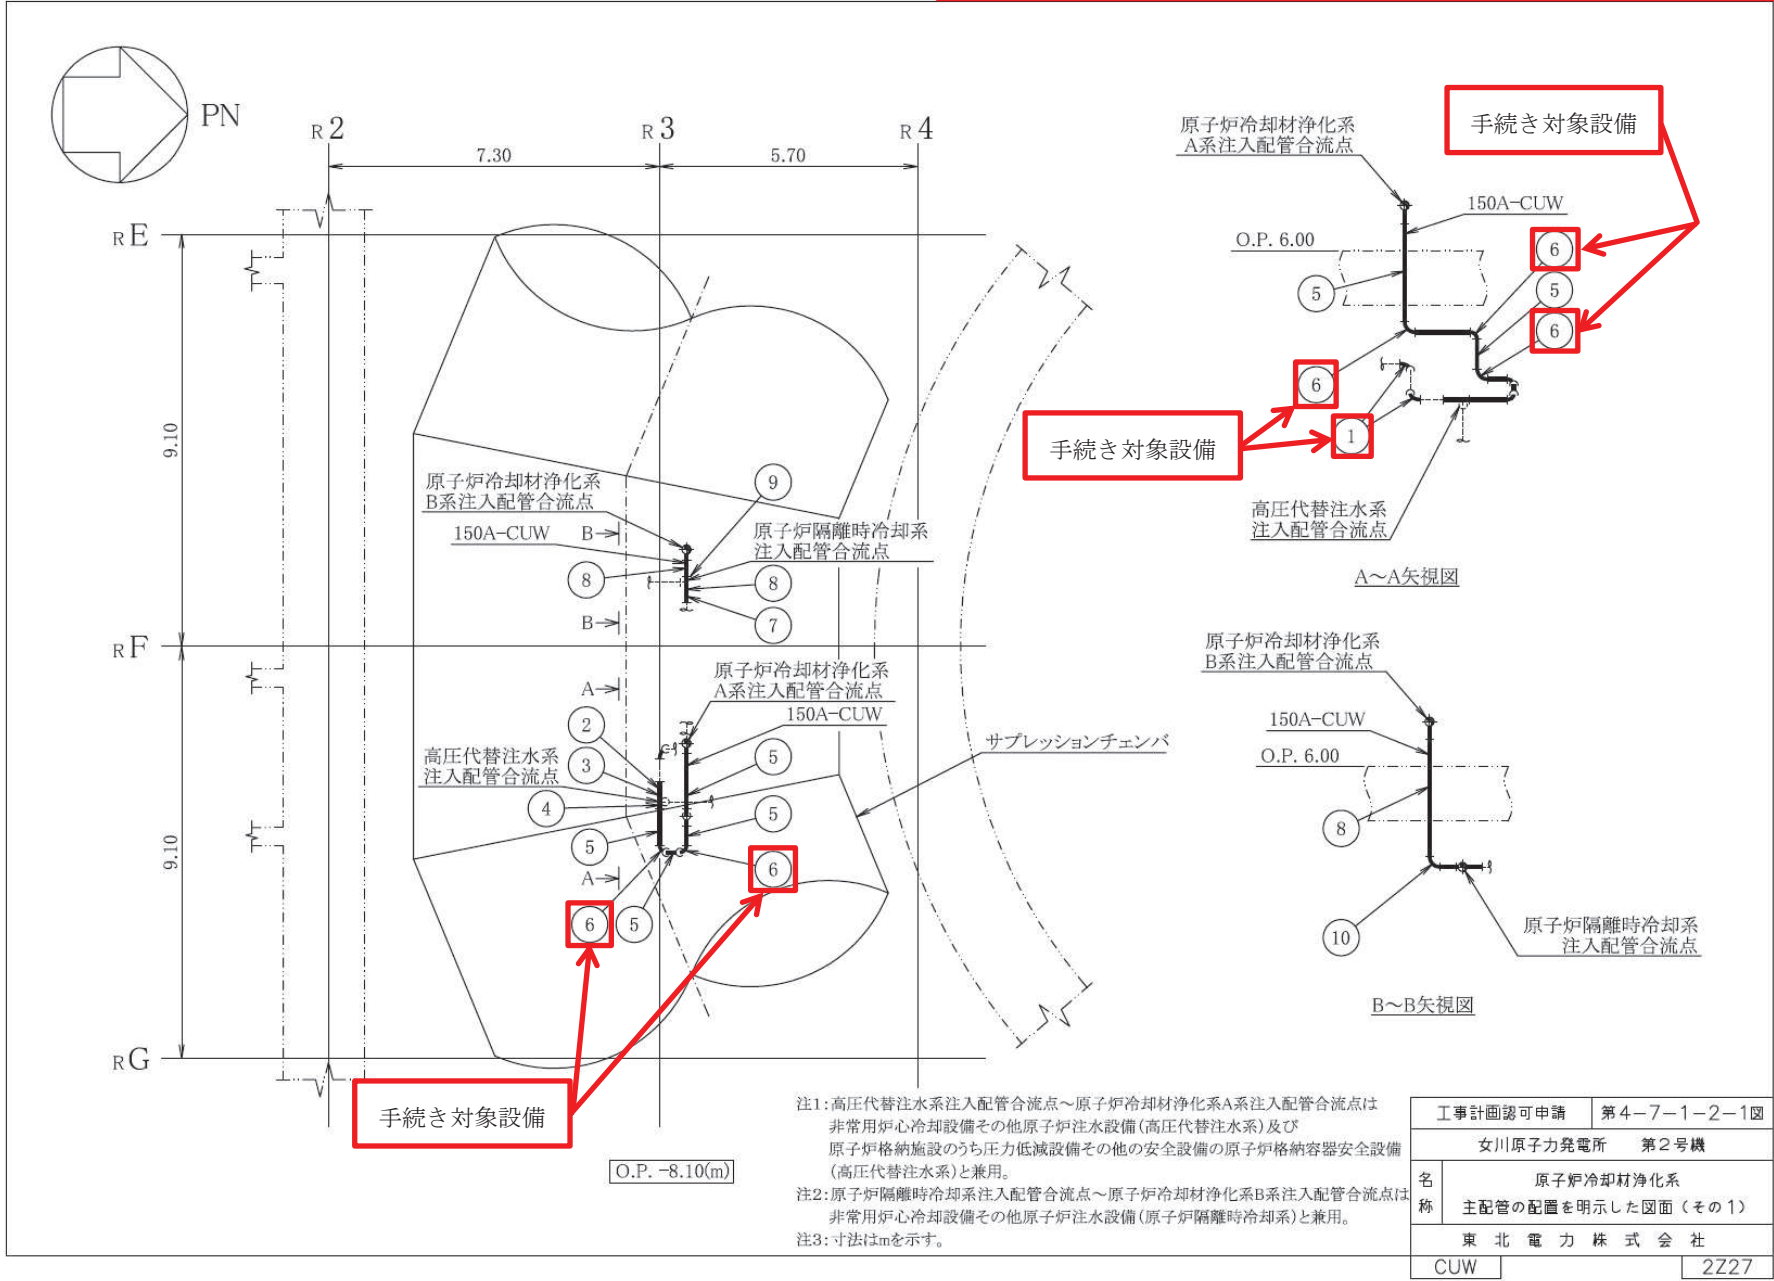 PN
R2
R3
R4
7.30
5.70
RE
RF
RG
9.10
9.10
原子炉冷却材浄化系
B系注入配管合流点
150A-CUW
B
B
9
原子炉隔離時冷却系
注入配管合流点
8
8
7
A
A
原子炉冷却材浄化系
A系注入配管合流点
150A-CUW
2
3
4
5
高圧代替注水系
注入配管合流点
5
5
6
6
5
サプレッションチェンバ
手続き対象設備
O.P. -8.10(m)
原子炉冷却材浄化系
A系注入配管合流点
手続き対象設備
150A-CUW
O.P. 6.00
6
5
5
6
6
1
手続き対象設備
高圧代替注水系
注入配管合流点
A～A矢視図
原子炉冷却材浄化系
B系注入配管合流点
150A-CUW
O.P. 6.00
8
10
原子炉隔離時冷却系
注入配管合流点
B～B矢視図
注1:高圧代替注水系注入配管合流点～原子炉冷却材浄化系A系注入配管合流点は
非常用炉心冷却設備その他原子炉注水設備(高圧代替注水系)及び
原子炉格納施設のうち圧力低減設備その他の安全設備の原子炉格納容器安全設備
(高圧代替注水系)と兼用。
注2:原子炉隔離時冷却系注入配管合流点～原子炉冷却材浄化系B系注入配管合流点は
非常用炉心冷却設備その他原子炉注水設備(原子炉隔離時冷却系)と兼用。
注3:寸法はmを示す。
工事計画認可申請 第4-7-1-2-1図
女川原子力発電所 第2号機
名称
原子炉冷却材浄化系
主配管の配置を明示した図面(その1)
東北電力株式会社
CUW 2Z27